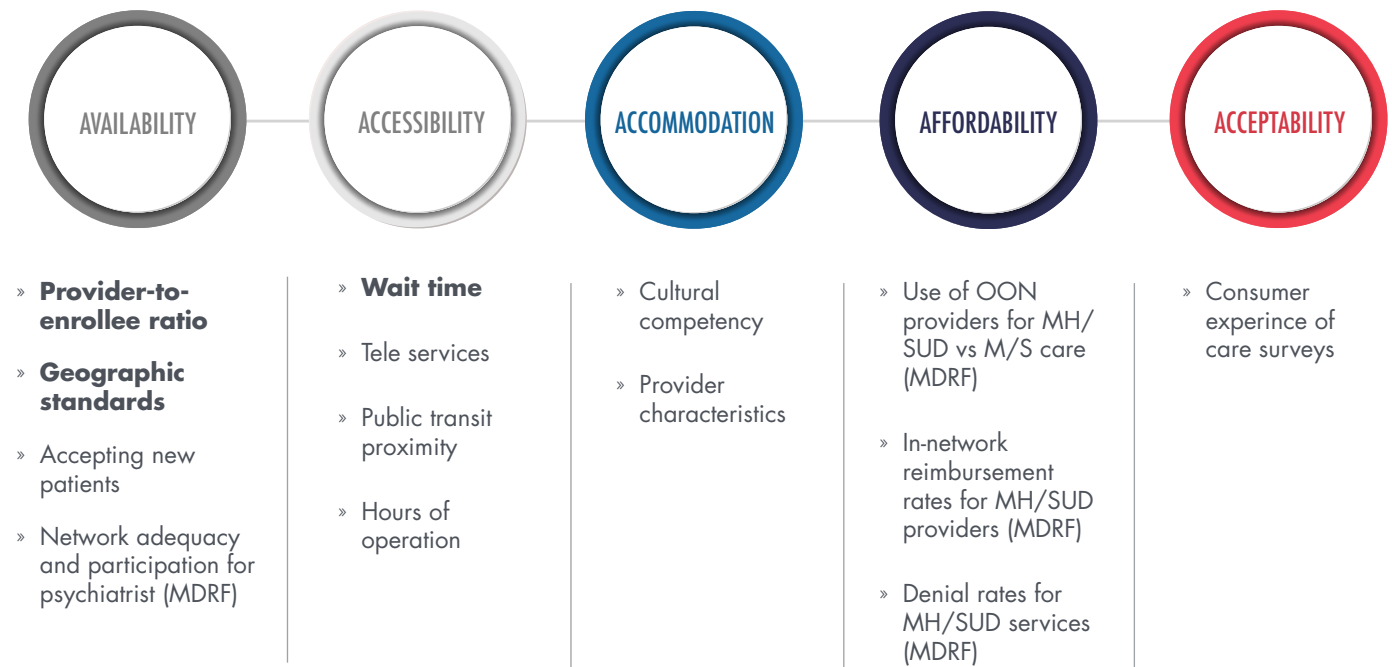 AVAILABILITY
ACCESSIBILITY
ACCOMMODATION
AFFORDABILITY
ACCEPTABILITY
» Provider-to-
enrollee ratio
» Geographic
standards
» Accepting new
patients
» Network adequacy
and participation for
psychiatrist (MDRF)
» Wait time
» Tele services
» Public transit
proximity
» Hours of
operation
» Cultural
competency
» Provider
characteristics
» Use of OON
providers for MH/
SUD vs M/S care
(MDRF)
» In-network
reimbursement
rates for MH/SUD
providers (MDRF)
» Denial rates for
MH/SUD services
(MDRF)
» Consumer
experince of
care surveys